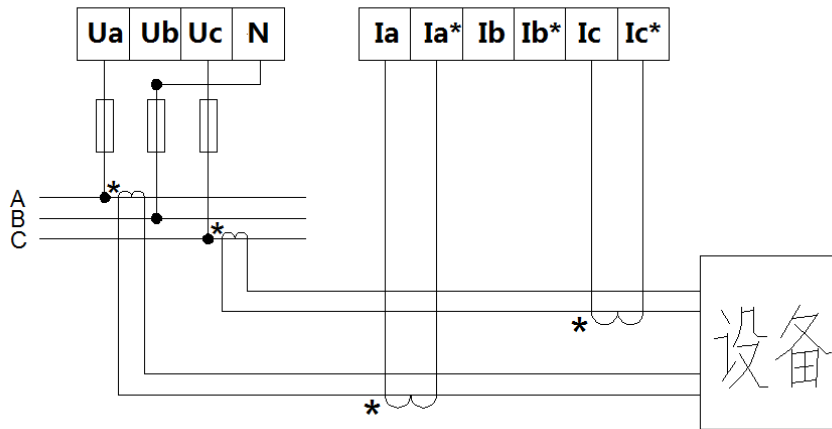 Ua Ub Uc N Ia Ia* Ib Ib* Ic Ic*
A *
B
C *
*
设备
*